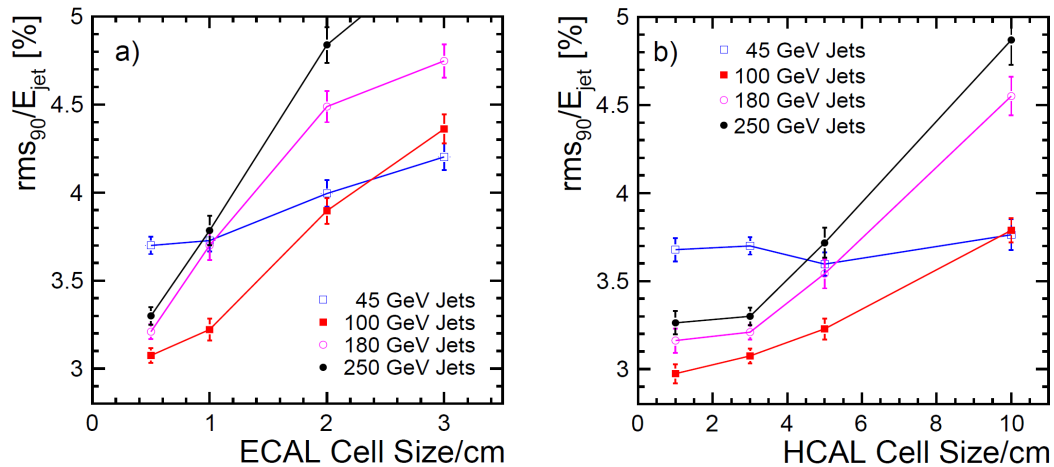 a)
rms90/Ejet [%]
5
4.5
4
3.5
3
45 GeV Jets
100 GeV Jets
180 GeV Jets
250 GeV Jets
0 1 2 3
ECAL Cell Size/cm
b)
rms90/Ejet [%]
5
4.5
4
3.5
3
45 GeV Jets
100 GeV Jets
180 GeV Jets
250 GeV Jets
0 2 4 6 8 10
HCAL Cell Size/cm